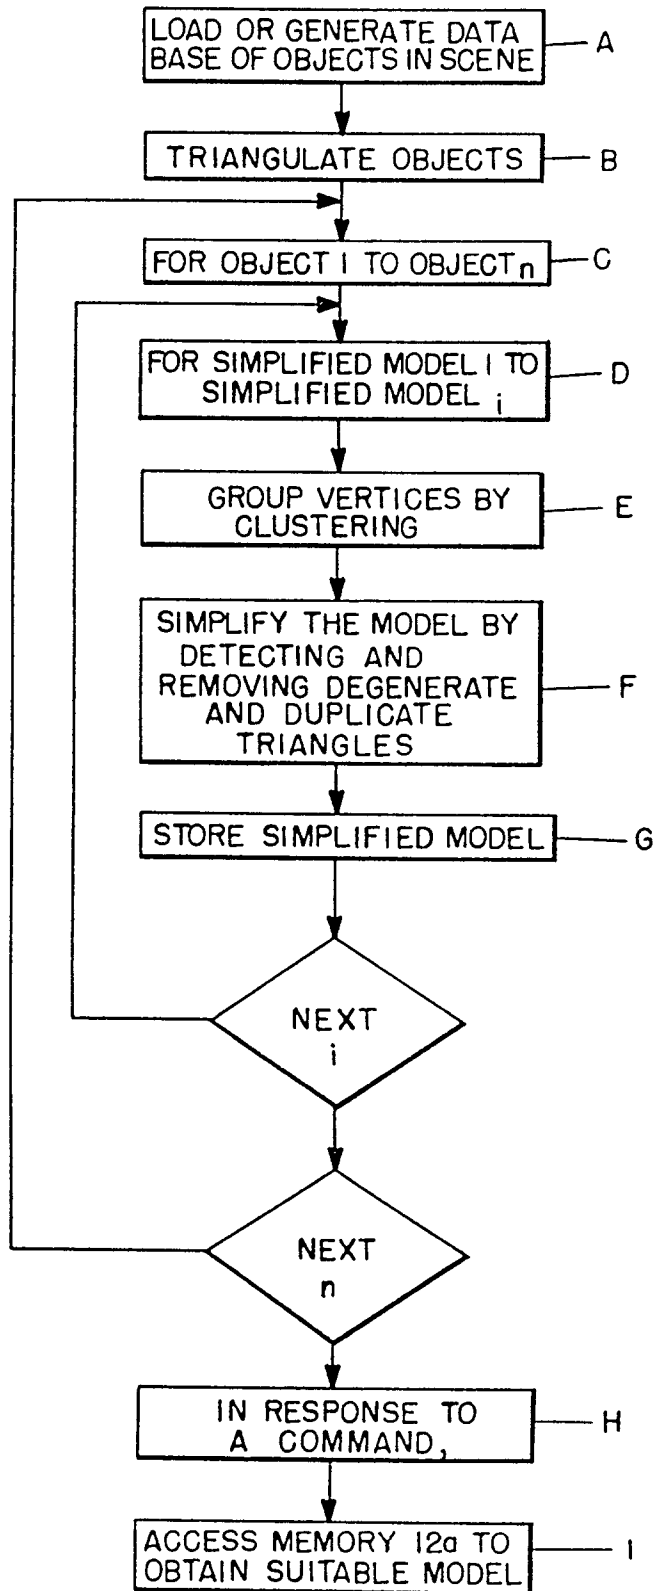 LOAD OR GENERATE DATA
BASE OF OBJECTS IN SCENE
A
TRIANGULATE OBJECTS
B
FOR OBJECT 1 TO OBJECT n
C
FOR SIMPLIFIED MODEL 1 TO
SIMPLIFIED MODEL i
D
GROUP VERTICES BY
CLUSTERING
E
SIMPLIFY THE MODEL BY
DETECTING AND
REMOVING DEGENERATE
AND DUPLICATE
TRIANGLES
F
STORE SIMPLIFIED MODEL
G
NEXT
i
NEXT
n
IN RESPONSE TO
A COMMAND,
H
ACCESS MEMORY 12a TO
OBTAIN SUITABLE MODEL
I